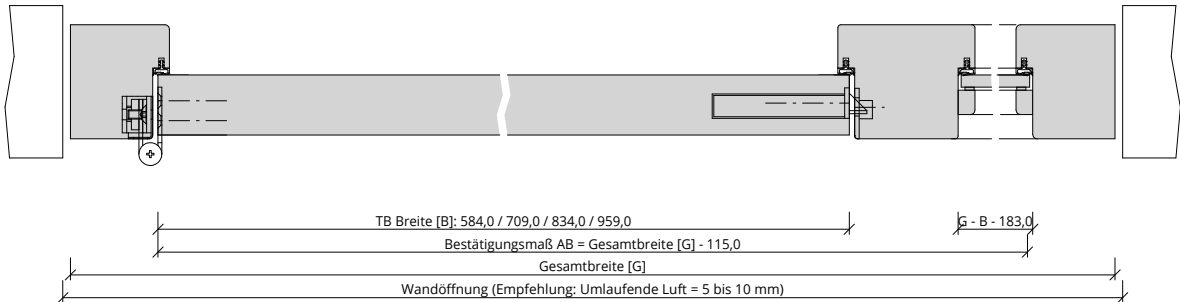 TB Breite [B]: 584,0 / 709,0 / 834,0 / 959,0
G - B - 183,0
Bestätigungsmaß AB = Gesamtbreite [G] - 115,0
Gesamtbreite [G]
Wandöffnung (Empfehlung: Umlaufende Luft = 5 bis 10 mm)